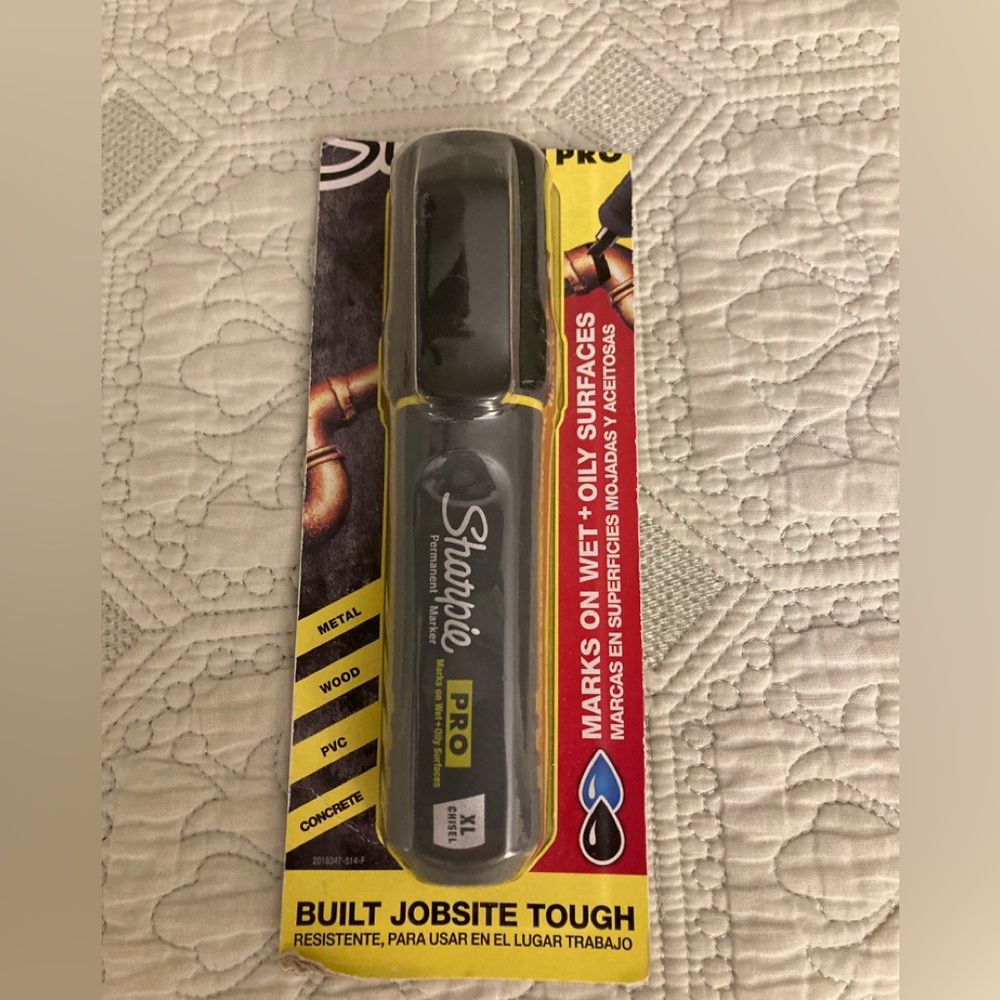 PRO
MARKS ON WET + OILY SURFACES
MARCAS EN SUPERFICIES MOJADAS Y ACEITOSAS
Sharpie
Permanent Marker
PRO
Marks on Wet + Oily Surfaces
XL
CHISEL
METAL
WOOD
PVC
CONCRETE
2018347-514-F
BUILT JOBSITE TOUGH
RESISTENTE, PARA USAR EN EL LUGAR TRABAJO